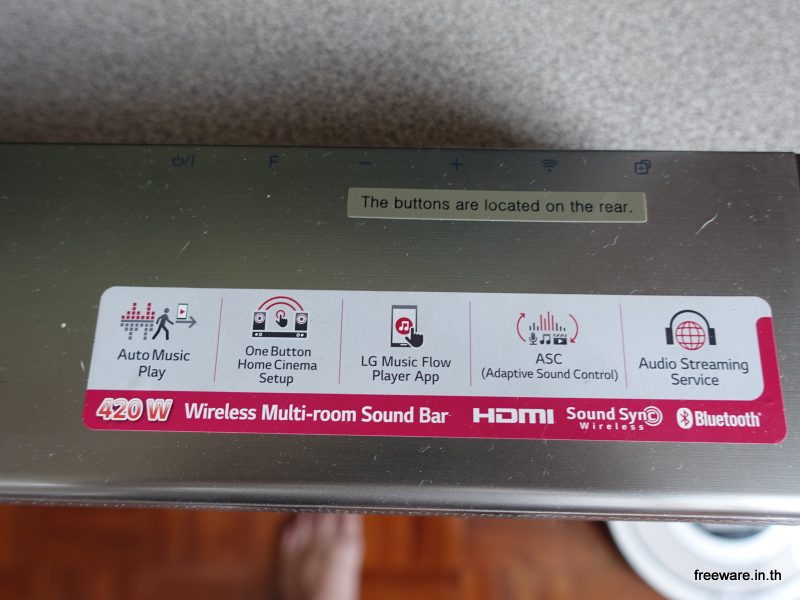 ⏻/I F − +
The buttons are located on the rear.
Auto Music
Play
One Button
Home Cinema
Setup
LG Music Flow
Player App
ASC
(Adaptive Sound Control)
Audio Streaming
Service
420 W Wireless Multi-room Sound Bar HDMI Sound Sync Bluetooth
Wireless
freeware.in.th